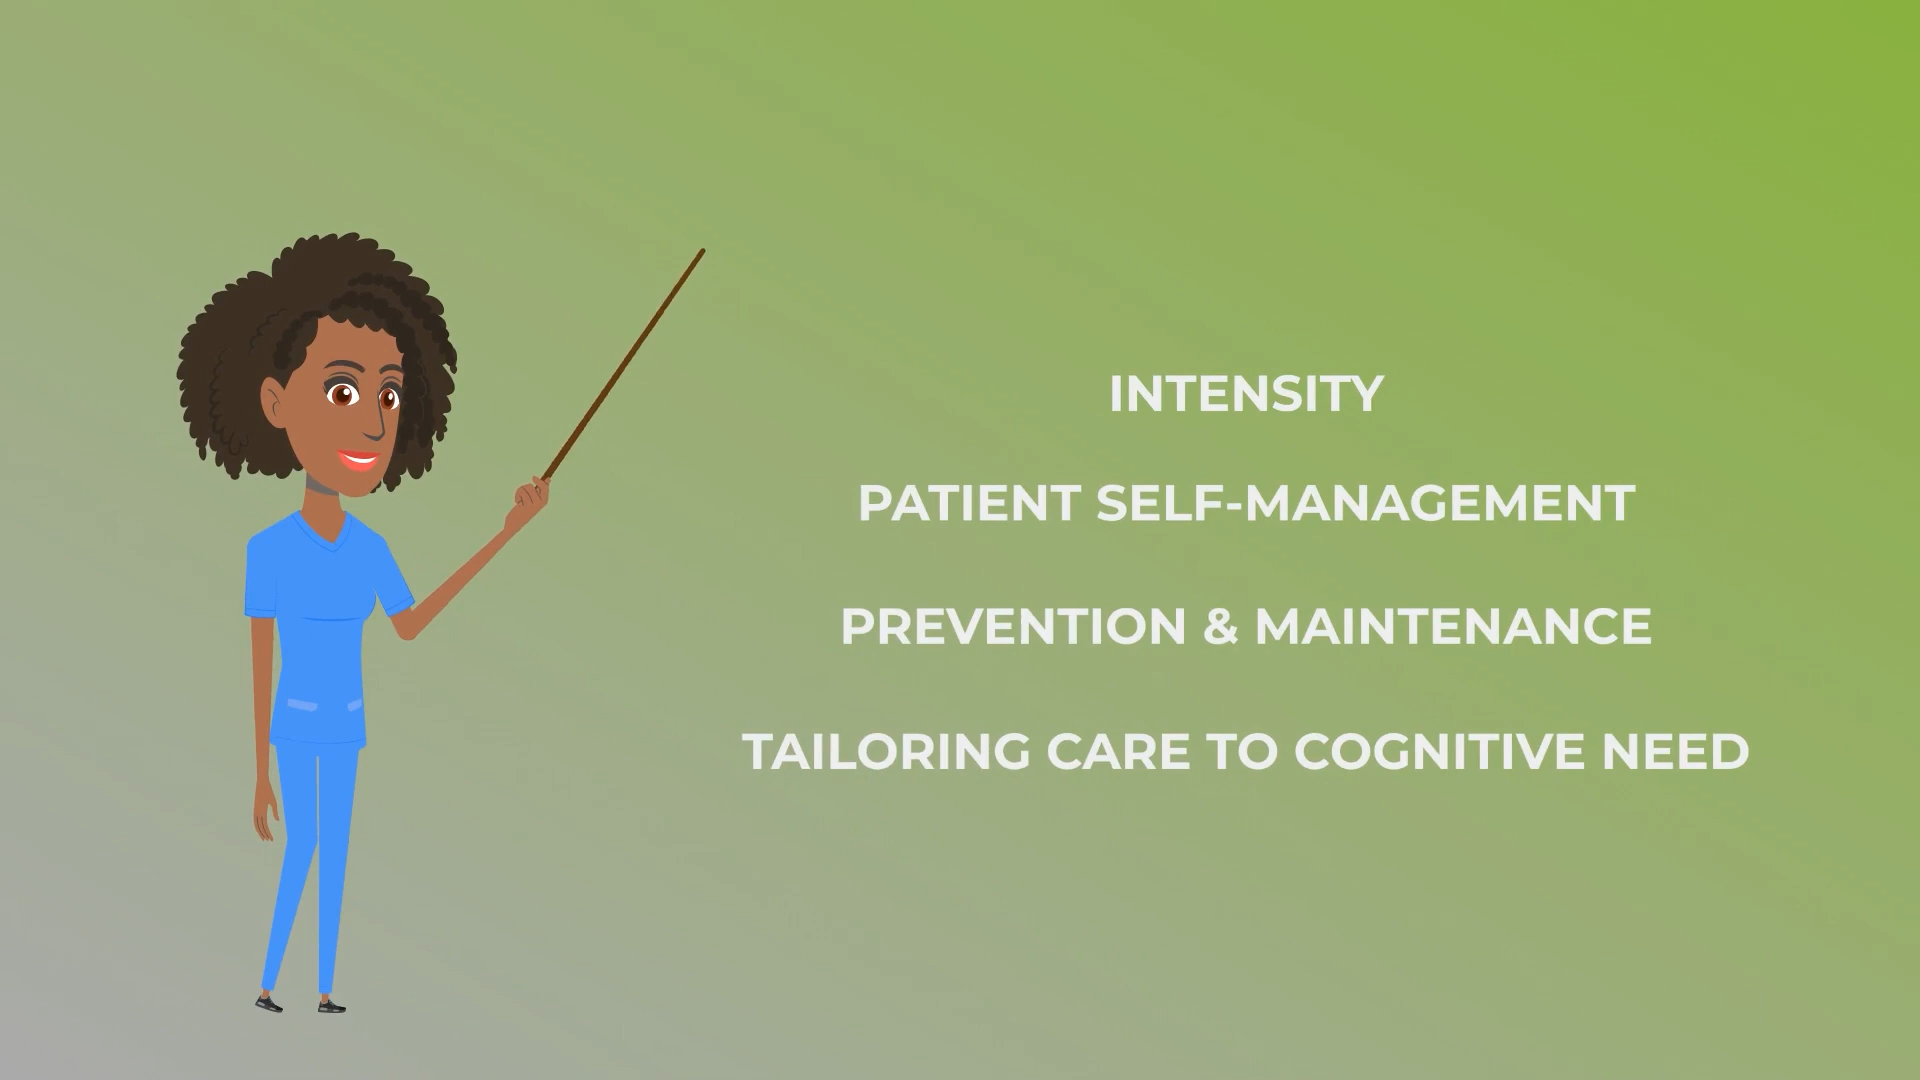 INTENSITY
PATIENT SELF-MANAGEMENT
PREVENTION & MAINTENANCE
TAILORING CARE TO COGNITIVE NEED